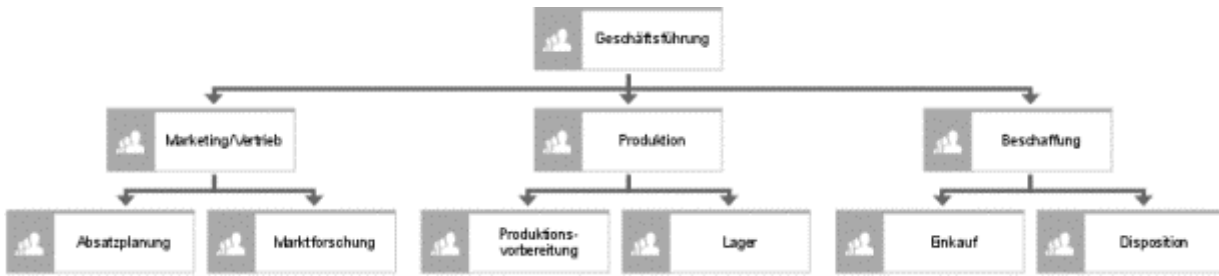 Geschäftsführung
Marketing/Vertrieb
Produktion
Beschaffung
Absatzplanung
Marktforschung
Produktions-
vorbereitung
Lager
Einkauf
Disposition